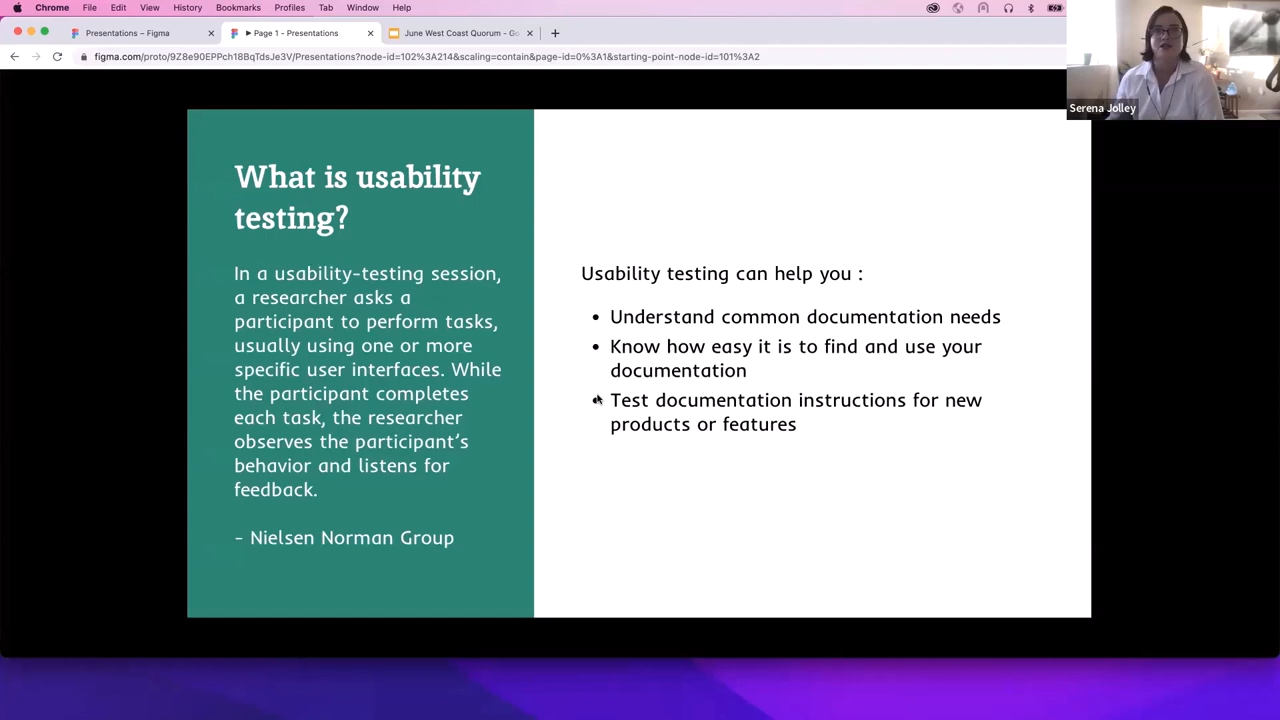 Chrome File Edit View History Bookmarks Profiles Tab Window Help
Presentations – Figma
▶ Page 1 - Presentations
June West Coast Quorum - Go
figma.com/proto/9Z8e90EPPch18BqTdsJe3V/Presentations?node-id=102%3A214&scaling=contain&page-id=0%3A1&starting-point-node-id=101%3A2
Serena Jolley
What is usability
testing?
In a usability-testing session,
a researcher asks a
participant to perform tasks,
usually using one or more
specific user interfaces. While
the participant completes
each task, the researcher
observes the participant’s
behavior and listens for
feedback.
- Nielsen Norman Group
Usability testing can help you :
• Understand common documentation needs
• Know how easy it is to find and use your
documentation
• Test documentation instructions for new
products or features